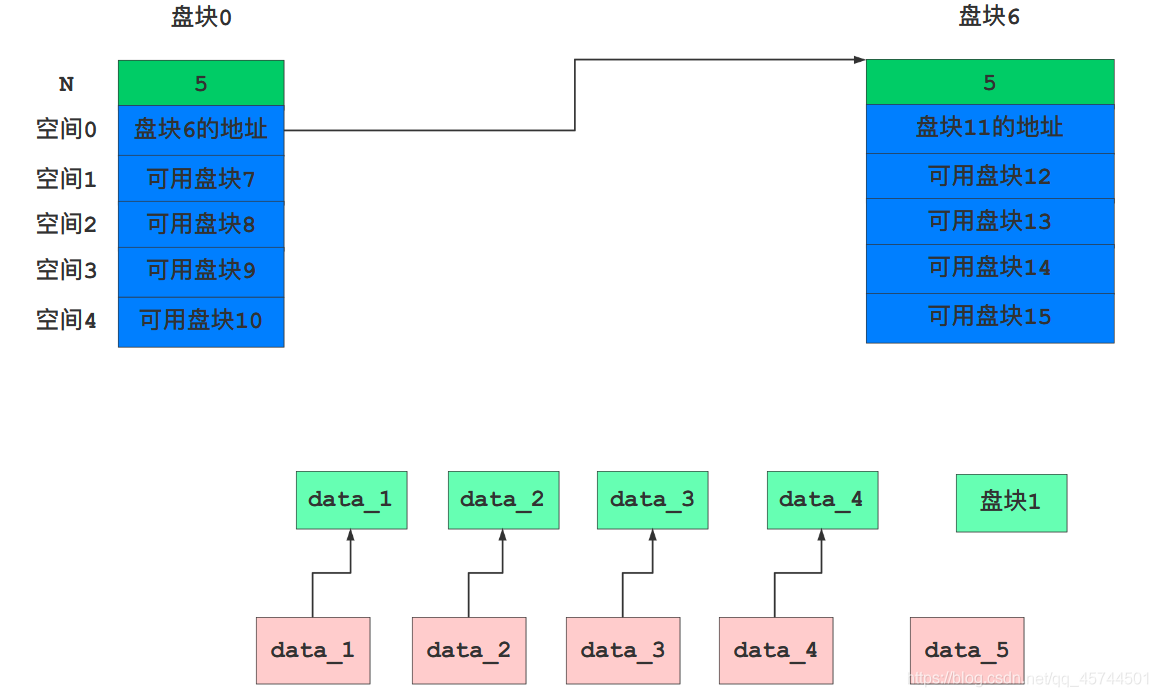 盘块0
盘块6
N
5
5
空间0
盘块6的地址
盘块11的地址
空间1
可用盘块7
可用盘块12
空间2
可用盘块8
可用盘块13
空间3
可用盘块9
可用盘块14
空间4
可用盘块10
可用盘块15
data_1
data_2
data_3
data_4
盘块1
data_1
data_2
data_3
data_4
data_5
https://blog.csdn.net/qq_45744501